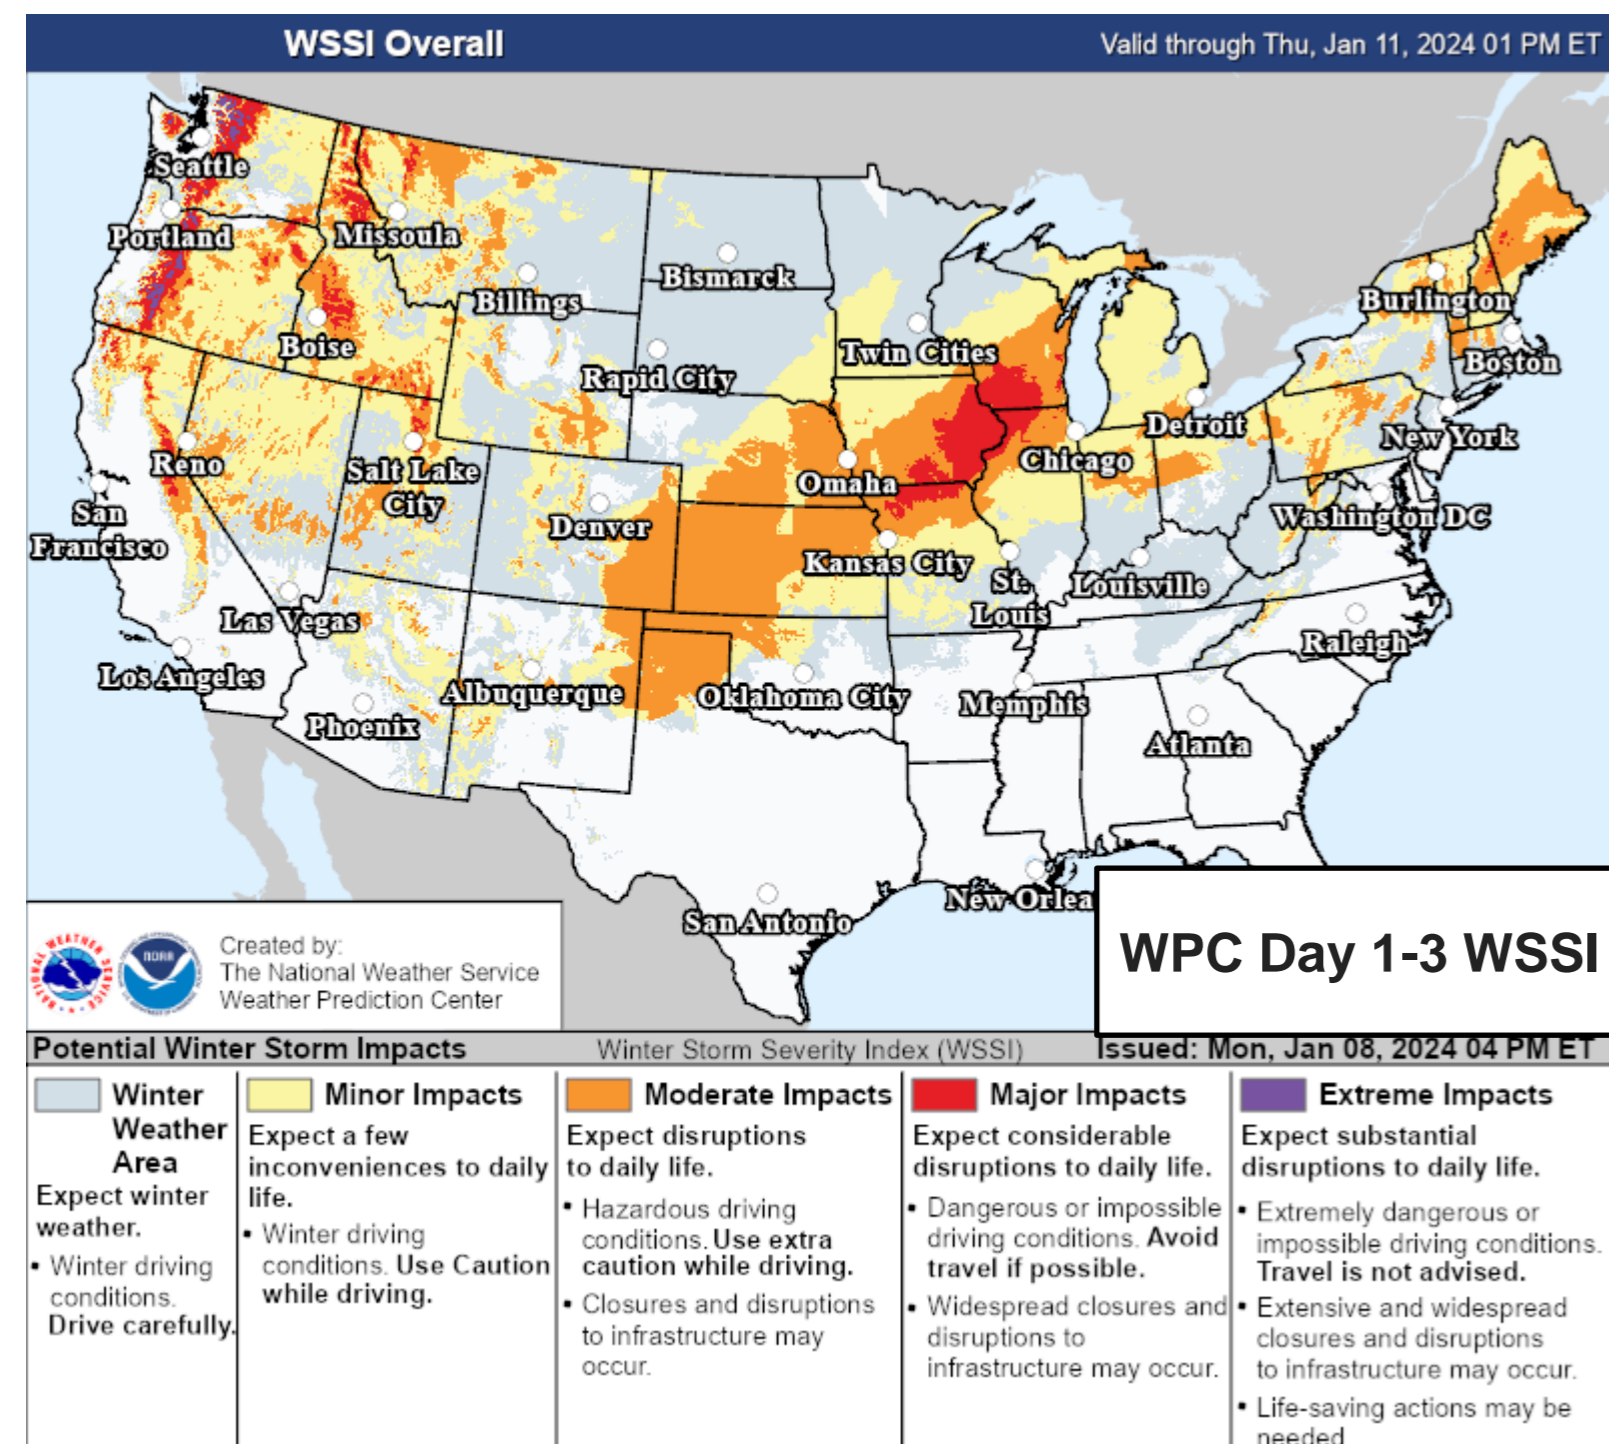 WSSI Overall
Valid through Thu, Jan 11, 2024 01 PM ET
Seattle
Portland
Missoula
Bismarck
Billings
Burlington
Boise
Twin Cities
Boston
Rapid City
Detroit
New York
Reno
Salt Lake
City
Chicago
Omaha
San
Francisco
Denver
Washington DC
Kansas City
St.
Louis
Louisville
Las Vegas
Raleigh
Los Angeles
Albuquerque
Oklahoma City
Memphis
Phoenix
Atlanta
San Antonio
New Orlea
WPC Day 1-3 WSSI
NATIONAL WEATHER SERVICE
NOAA
Created by:
The National Weather Service
Weather Prediction Center
Potential Winter Storm Impacts
Winter Storm Severity Index (WSSI)
Issued: Mon, Jan 08, 2024 04 PM ET
Winter
Weather
Area
Expect winter
weather.
▪ Winter driving
conditions.
Drive carefully.
Minor Impacts
Expect a few
inconveniences to daily
life.
▪ Winter driving
conditions. Use Caution
while driving.
Moderate Impacts
Expect disruptions
to daily life.
▪ Hazardous driving
conditions. Use extra
caution while driving.
▪ Closures and disruptions
to infrastructure may
occur.
Major Impacts
Expect considerable
disruptions to daily life.
▪ Dangerous or impossible
driving conditions. Avoid
travel if possible.
▪ Widespread closures and
disruptions to
infrastructure may occur.
Extreme Impacts
Expect substantial
disruptions to daily life.
▪ Extremely dangerous or
impossible driving conditions.
Travel is not advised.
▪ Extensive and widespread
closures and disruptions
to infrastructure may occur.
▪ Life-saving actions may be
needed